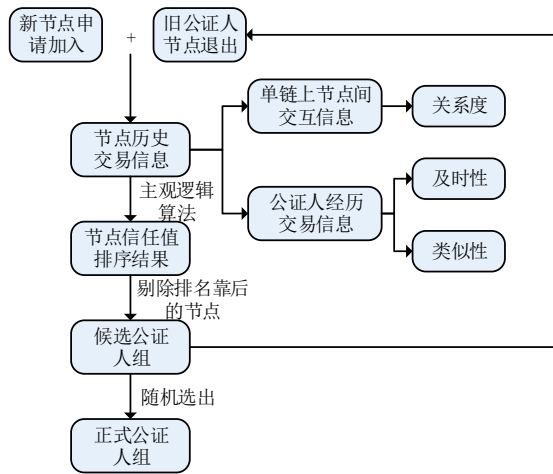 新节点申
请加入
+
旧公证人
节点退出
单链上节点间
交互信息
关系度
节点历史
交易信息
及时性
主观逻辑
算法
公证人经历
交易信息
节点信任值
排序结果
类似性
剔除排名靠后
的节点
候选公证
人组
随机选出
正式公证
人组